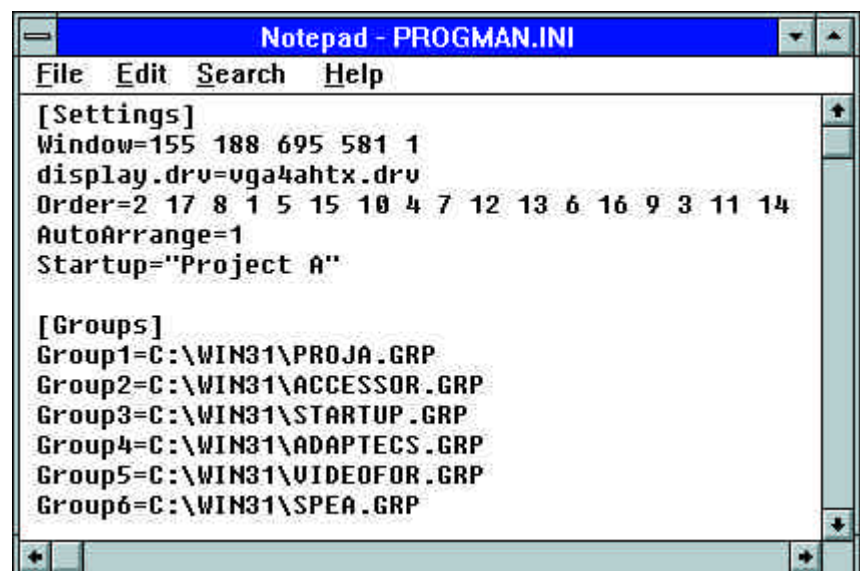 Notepad - PROGMAN.INI
File Edit Search Help
[Settings]
Window=155 188 695 581 1
display.drv=vga4ahtx.drv
Order=2 17 8 1 5 15 10 4 7 12 13 6 16 9 3 11 14
AutoArrange=1
Startup="Project A"
[Groups]
Group1=C:\WIN31\PROJA.GRP
Group2=C:\WIN31\ACCESSOR.GRP
Group3=C:\WIN31\STARTUP.GRP
Group4=C:\WIN31\ADAPTECS.GRP
Group5=C:\WIN31\VIDEOFOR.GRP
Group6=C:\WIN31\SPEA.GRP